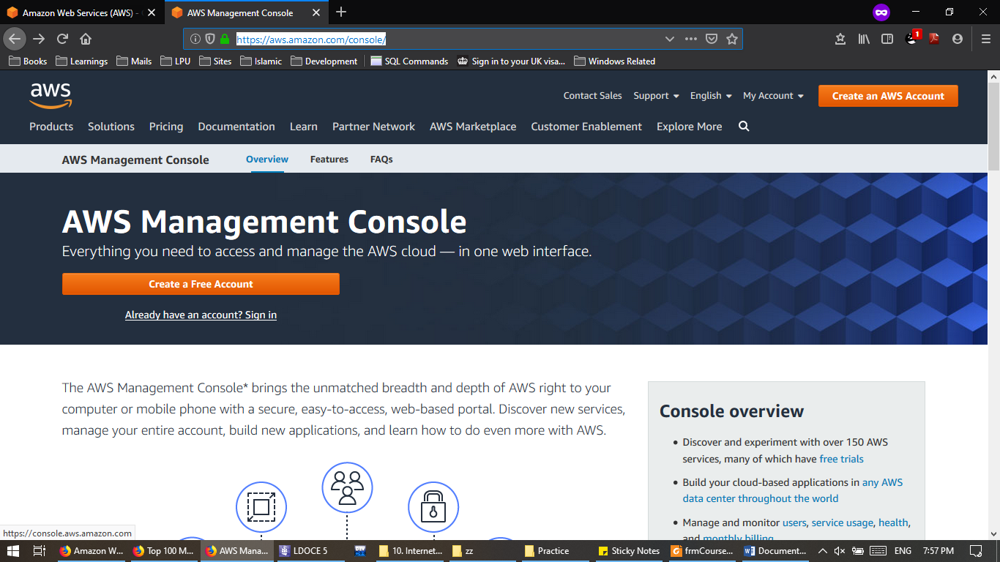 Amazon Web Services (AWS) -
AWS Management Console
https://aws.amazon.com/console/
1
Books Learnings Mails LPU Sites Islamic Development SQL Commands Sign in to your UK visa... Windows Related
aws
Contact Sales Support English My Account Create an AWS Account
Products Solutions Pricing Documentation Learn Partner Network AWS Marketplace Customer Enablement Explore More
AWS Management Console Overview Features FAQs
AWS Management Console
Everything you need to access and manage the AWS cloud — in one web interface.
Create a Free Account
Already have an account? Sign in
The AWS Management Console* brings the unmatched breadth and depth of AWS right to your
computer or mobile phone with a secure, easy-to-access, web-based portal. Discover new services,
manage your entire account, build new applications, and learn how to do even more with AWS.
Console overview
Discover and experiment with over 150 AWS
services, many of which have free trials
Build your cloud-based applications in any AWS
data center throughout the world
Manage and monitor users, service usage, health,
and monthly billing
https://console.aws.amazon.com
Amazon W... Top 100 M... AWS Mana... LDOCE 5 10. Internet... zz Practice Sticky Notes frmCourse... Document... ENG 7:57 PM